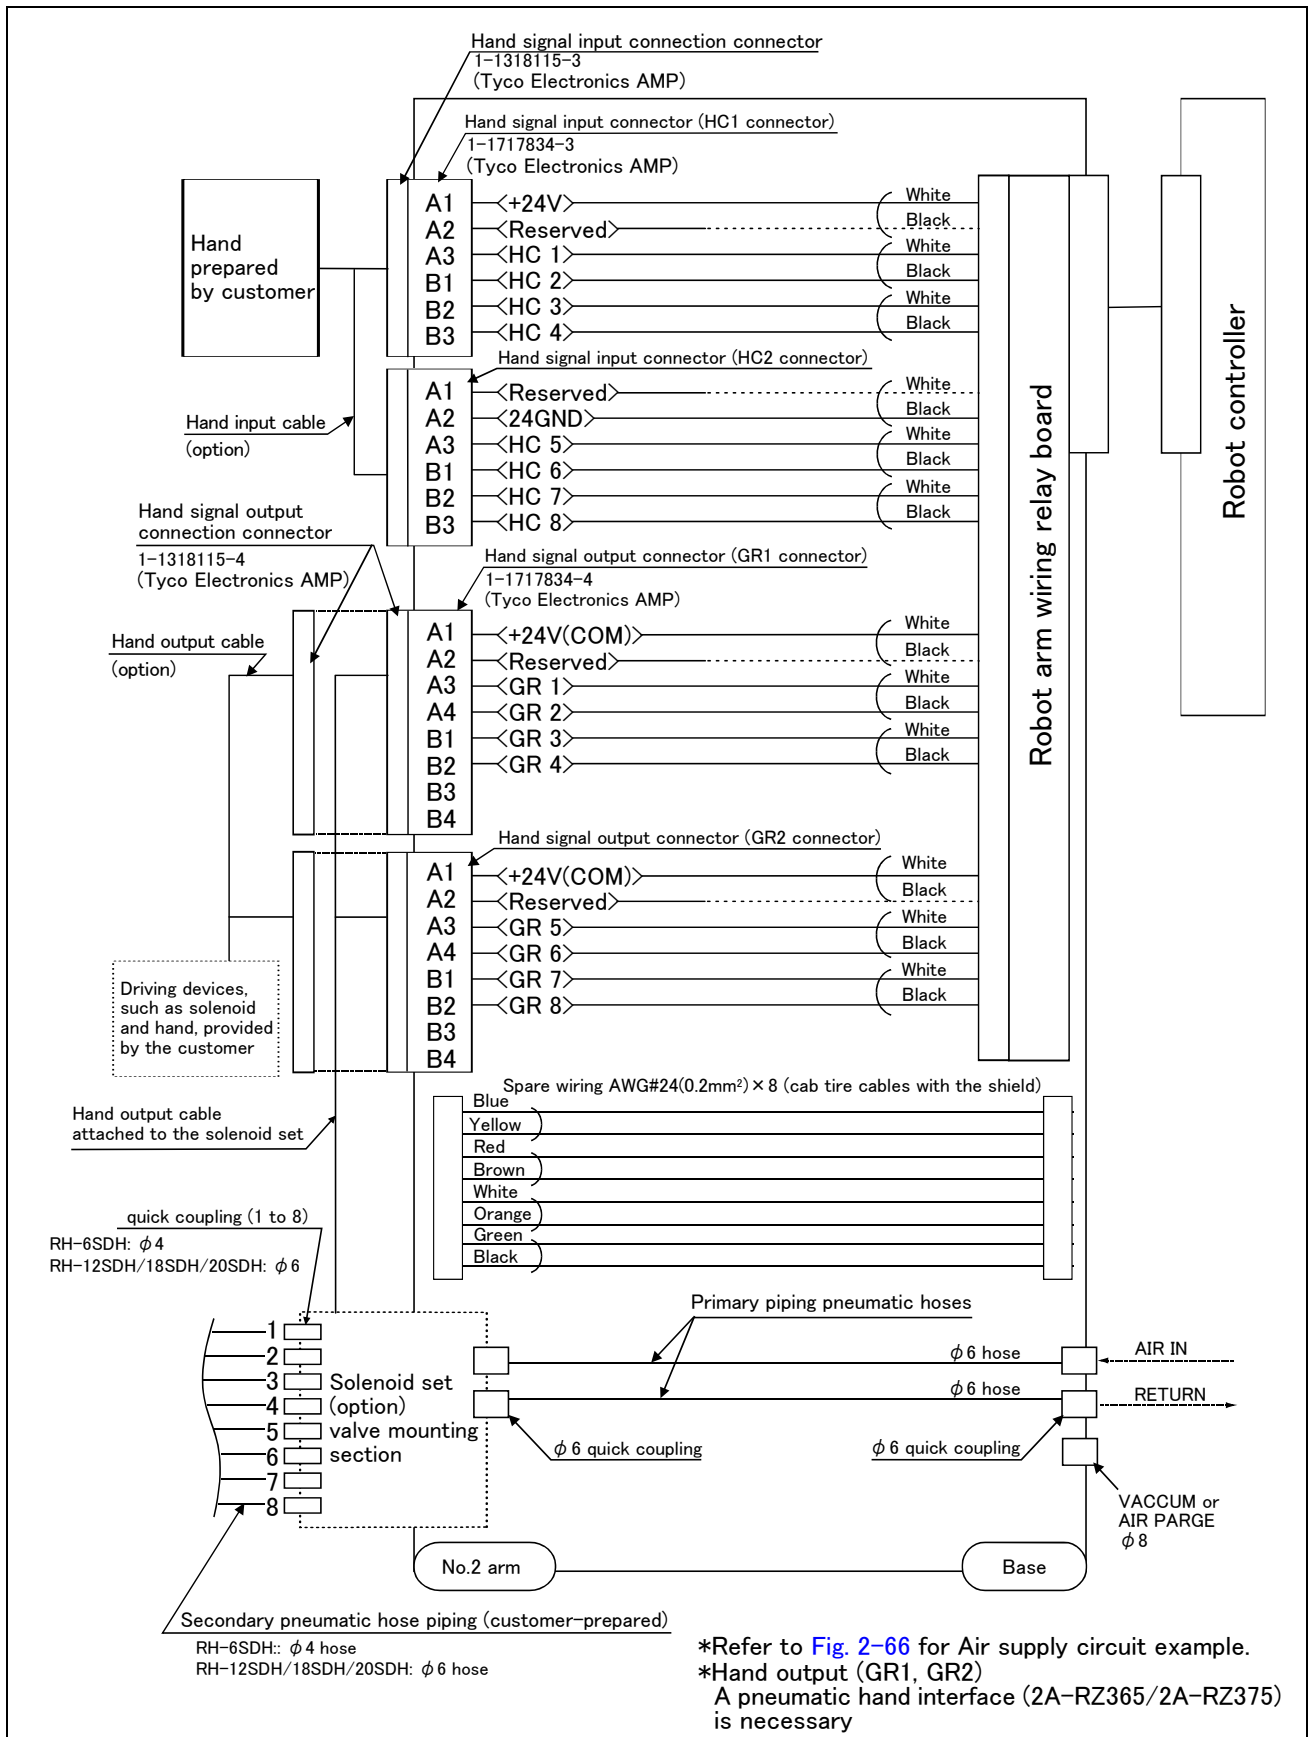 Hand signal input connection connector
1-1318115-3
(Tyco Electronics AMP)
Hand signal input connector (HC1 connector)
1-1717834-3
(Tyco Electronics AMP)
Hand
prepared
by customer
A1 <+24V> White
A2 <Reserved> Black
A3 <HC 1> White
B1 <HC 2> Black
B2 <HC 3> White
B3 <HC 4> Black
Hand signal input connector (HC2 connector)
A1 <Reserved> White
A2 <24GND> Black
A3 <HC 5> White
B1 <HC 6> Black
B2 <HC 7> White
B3 <HC 8> Black
Hand input cable
(option)
Robot arm wiring relay board
Robot controller
Hand signal output
connection connector
1-1318115-4
(Tyco Electronics AMP)
Hand signal output connector (GR1 connector)
1-1717834-4
(Tyco Electronics AMP)
Hand output cable
(option)
A1 <+24V(COM)> White
A2 <Reserved> Black
A3 <GR 1> White
A4 <GR 2> Black
B1 <GR 3> White
B2 <GR 4> Black
B3
B4
Hand signal output connector (GR2 connector)
A1 <+24V(COM)> White
A2 <Reserved> Black
A3 <GR 5> White
A4 <GR 6> Black
B1 <GR 7> White
B2 <GR 8> Black
B3
B4
Driving devices,
such as solenoid
and hand, provided
by the customer
Hand output cable
attached to the solenoid set
Spare wiring AWG#24(0.2mm²)×8 (cab tire cables with the shield)
Blue
Yellow
Red
Brown
White
Orange
Green
Black
quick coupling (1 to 8)
RH-6SDH: φ4
RH-12SDH/18SDH/20SDH: φ6
1
2
3
4
5
6
7
8
Solenoid set
(option)
valve mounting
section
Primary piping pneumatic hoses
φ6 hose
AIR IN
φ6 hose
RETURN
φ6 quick coupling
φ6 quick coupling
VACCUM or
AIR PARGE
φ8
No.2 arm
Base
Secondary pneumatic hose piping (customer-prepared)
RH-6SDH:: φ4 hose
RH-12SDH/18SDH/20SDH: φ6 hose
*Refer to Fig. 2-66 for Air supply circuit example.
*Hand output (GR1, GR2)
A pneumatic hand interface (2A-RZ365/2A-RZ375)
is necessary